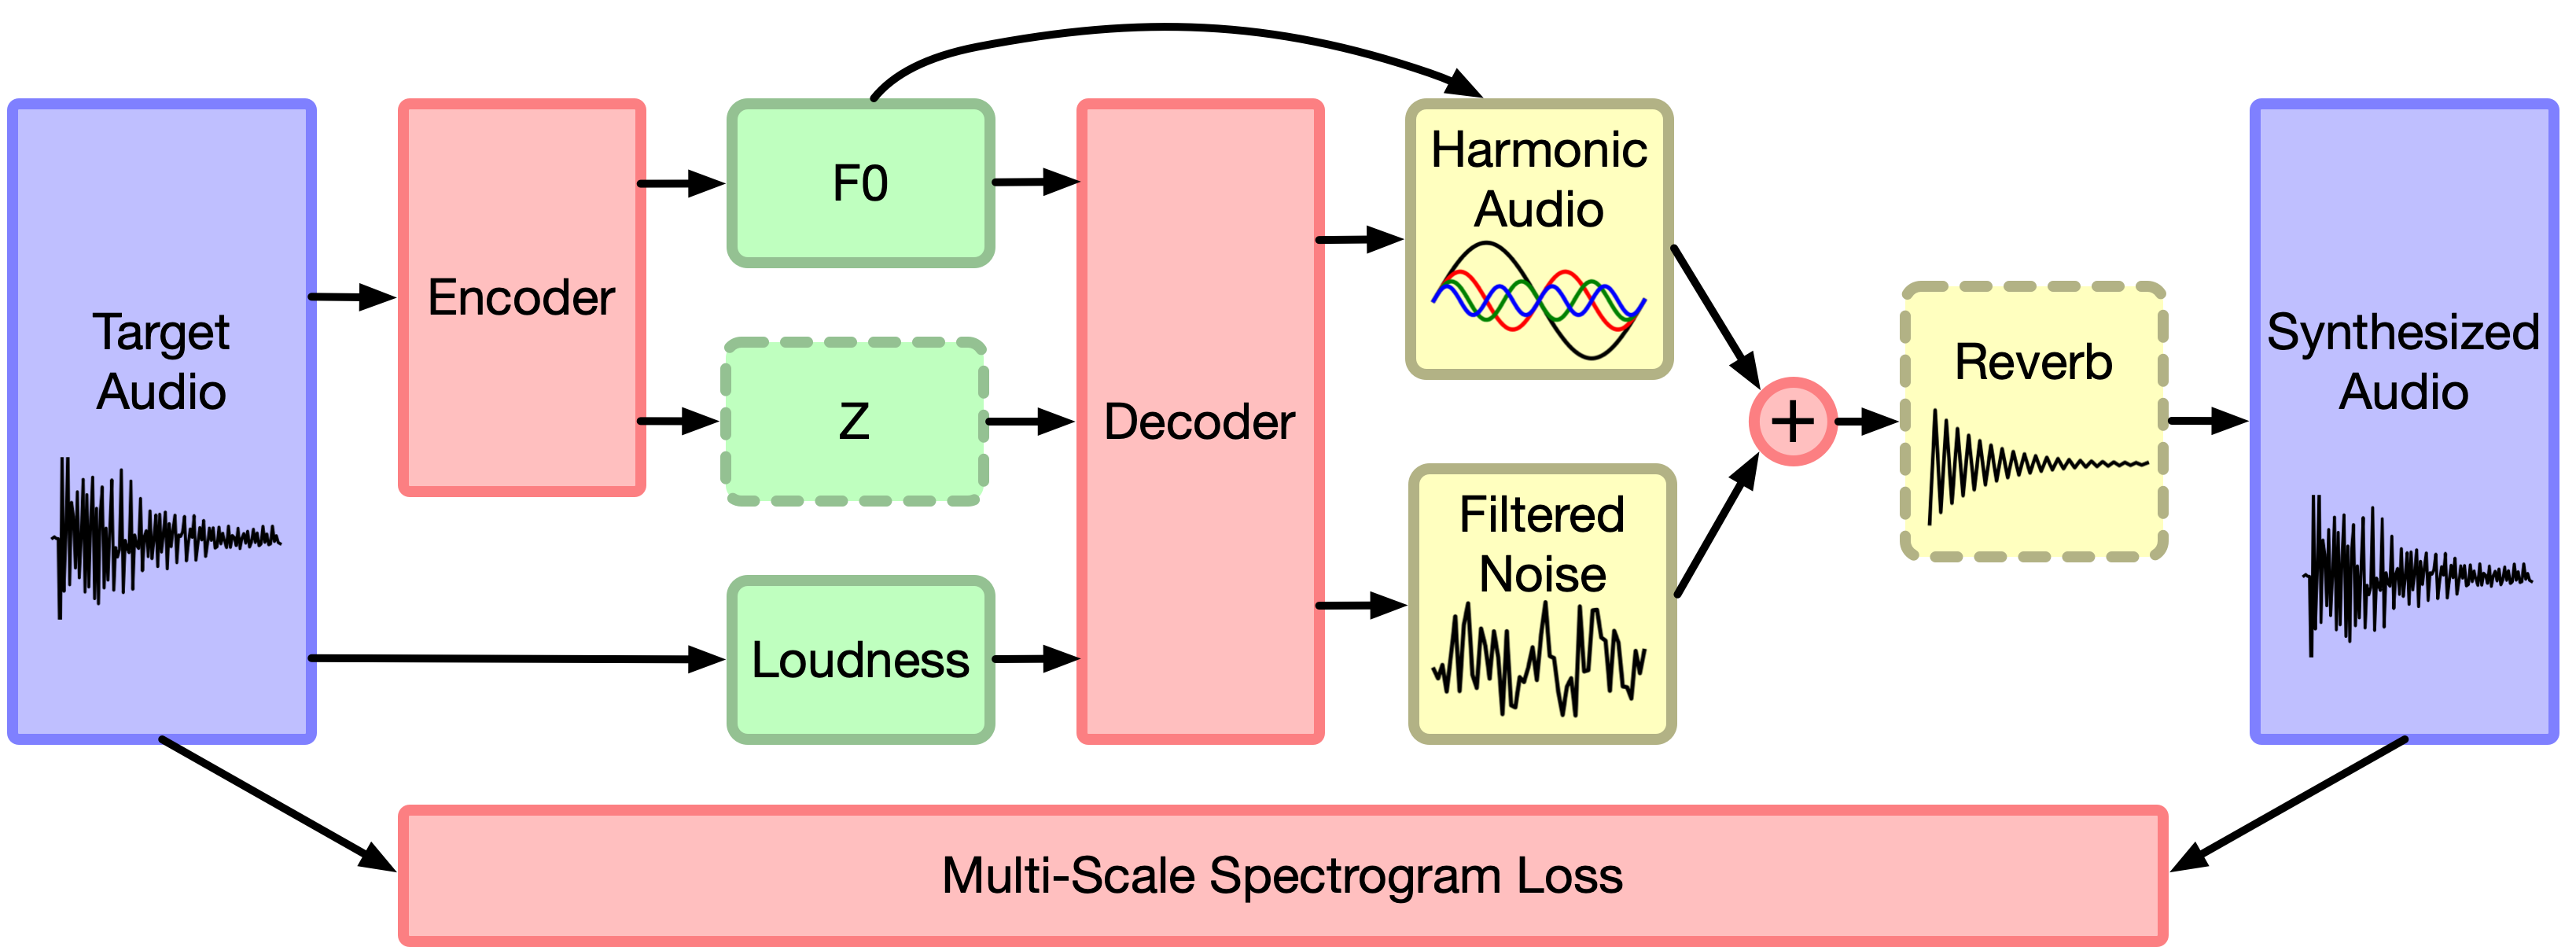 Target
Audio
Encoder
F0
Z
Loudness
Decoder
Harmonic
Audio
Filtered
Noise
+
Reverb
Synthesized
Audio
Multi-Scale Spectrogram Loss